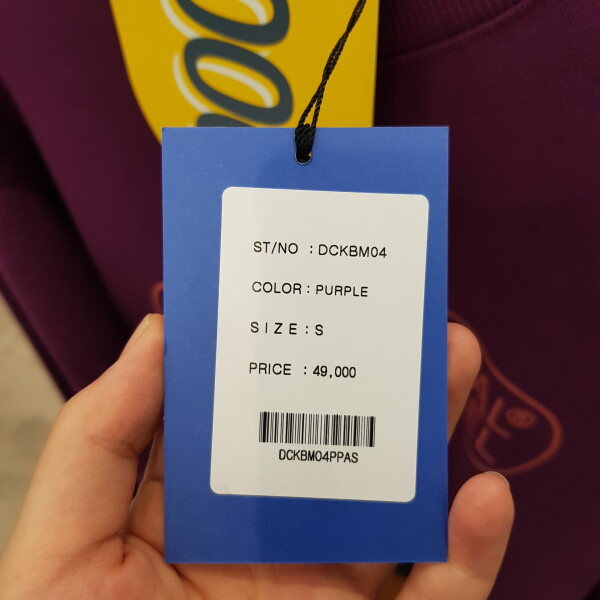 ST/NO : DCKBM04
COLOR : PURPLE
SIZE : S
PRICE : 49,000
DCKBM04PPAS